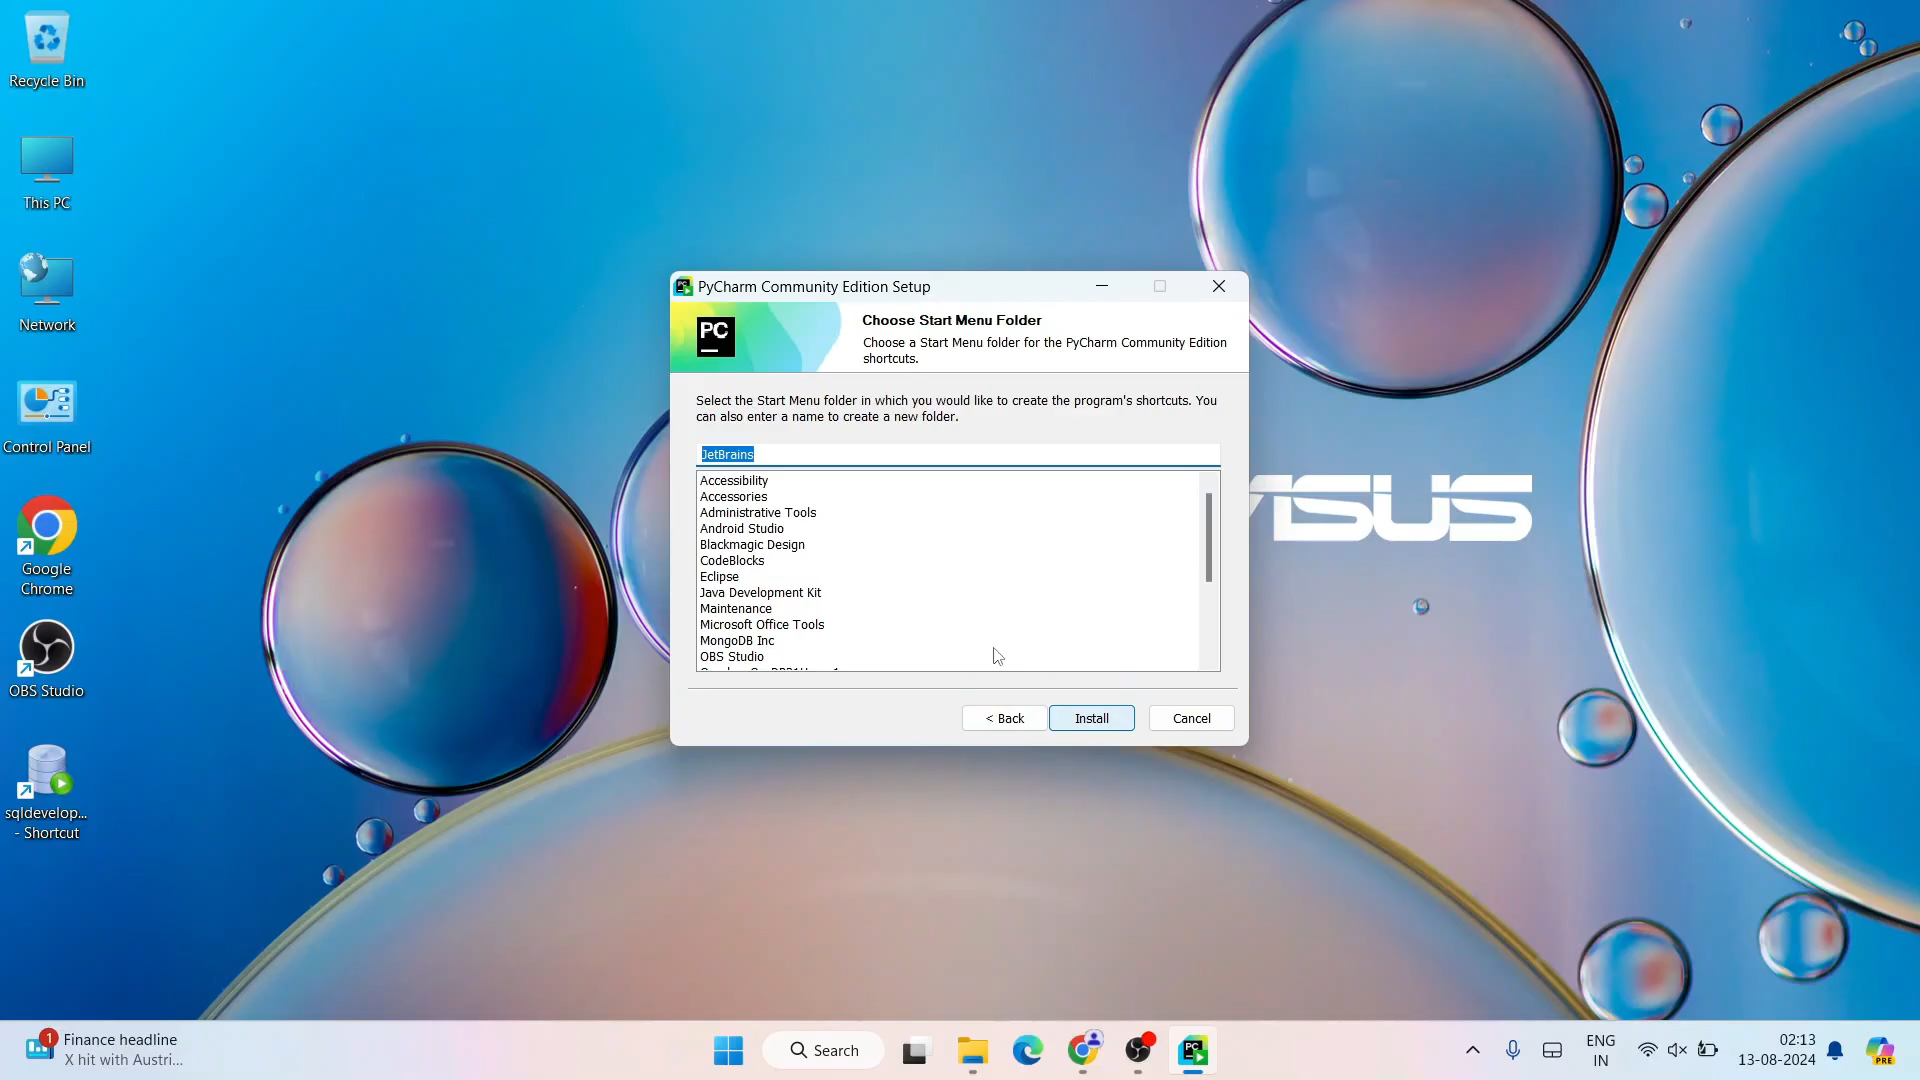 Recycle Bin
This PC
Network
Control Panel
Google
Chrome
OBS Studio
sqldevelop...
- Shortcut
PyCharm Community Edition Setup
PC
Choose Start Menu Folder
Choose a Start Menu folder for the PyCharm Community Edition
shortcuts.
Select the Start Menu folder in which you would like to create the program's shortcuts. You
can also enter a name to create a new folder.
JetBrains
Accessibility
Accessories
Administrative Tools
Android Studio
Blackmagic Design
CodeBlocks
Eclipse
Java Development Kit
Maintenance
Microsoft Office Tools
MongoDB Inc
OBS Studio
< Back
Install
Cancel
ASUS
1
Finance headline
X hit with Austri...
Search
PC
ENG
IN
02:13
13-08-2024
PRE